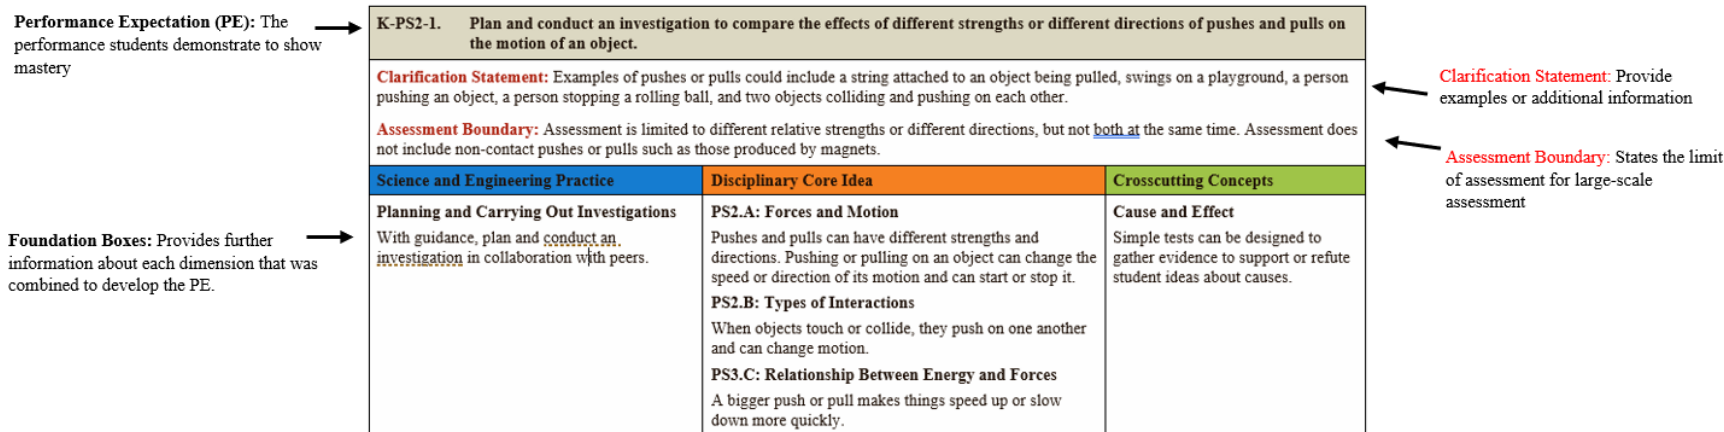 Performance Expectation (PE): The
performance students demonstrate to show
mastery
K-PS2-1. Plan and conduct an investigation to compare the effects of different strengths or different directions of pushes and pulls on
the motion of an object.
Clarification Statement: Examples of pushes or pulls could include a string attached to an object being pulled, swings on a playground, a person
pushing an object, a person stopping a rolling ball, and two objects colliding and pushing on each other.
Clarification Statement: Provide
examples or additional information
Assessment Boundary: Assessment is limited to different relative strengths or different directions, but not both at the same time. Assessment does
not include non-contact pushes or pulls such as those produced by magnets.
Assessment Boundary: States the limit
of assessment for large-scale
assessment
Foundation Boxes: Provides further
information about each dimension that was
combined to develop the PE.
Science and Engineering Practice
Planning and Carrying Out Investigations
With guidance, plan and conduct an
investigation in collaboration with peers.
Disciplinary Core Idea
PS2.A: Forces and Motion
Pushes and pulls can have different strengths and
directions. Pushing or pulling on an object can change the
speed or direction of its motion and can start or stop it.
PS2.B: Types of Interactions
When objects touch or collide, they push on one another
and can change motion.
PS3.C: Relationship Between Energy and Forces
A bigger push or pull makes things speed up or slow
down more quickly.
Crosscutting Concepts
Cause and Effect
Simple tests can be designed to
gather evidence to support or refute
student ideas about causes.